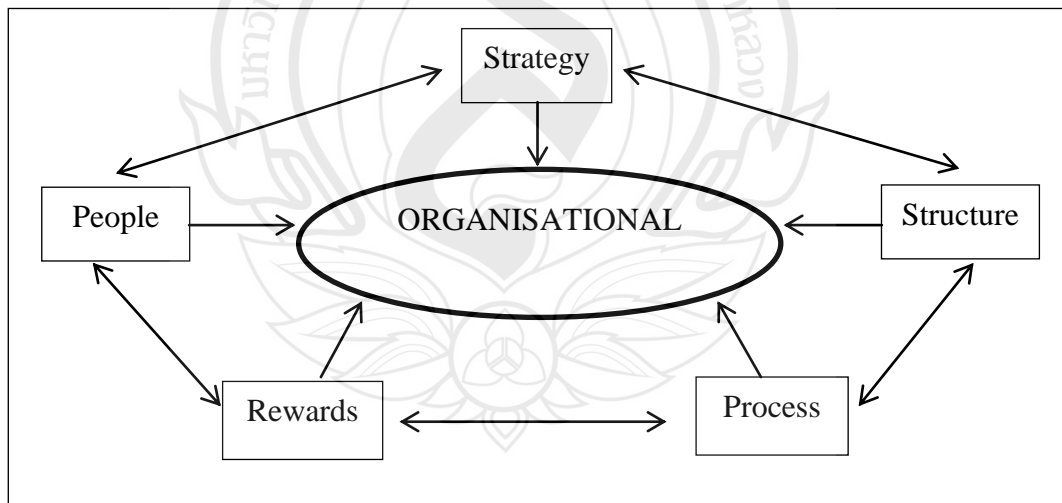 Strategy
People
ORGANISATIONAL
Structure
Rewards
Process